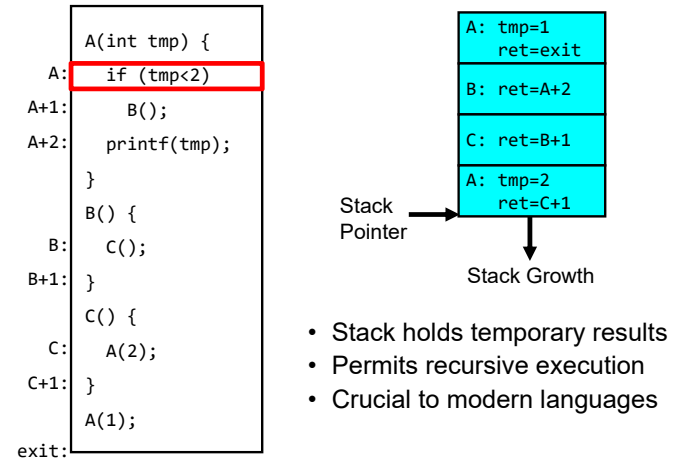 A(int tmp) {
A: if (tmp<2)
A+1: B();
A+2: printf(tmp);
}
B() {
B: C();
B+1: }
C() {
C: A(2);
C+1: }
A(1);
exit:
A: tmp=1
ret=exit
B: ret=A+2
C: ret=B+1
A: tmp=2
ret=C+1
Stack
Pointer
Stack Growth
• Stack holds temporary results
• Permits recursive execution
• Crucial to modern languages